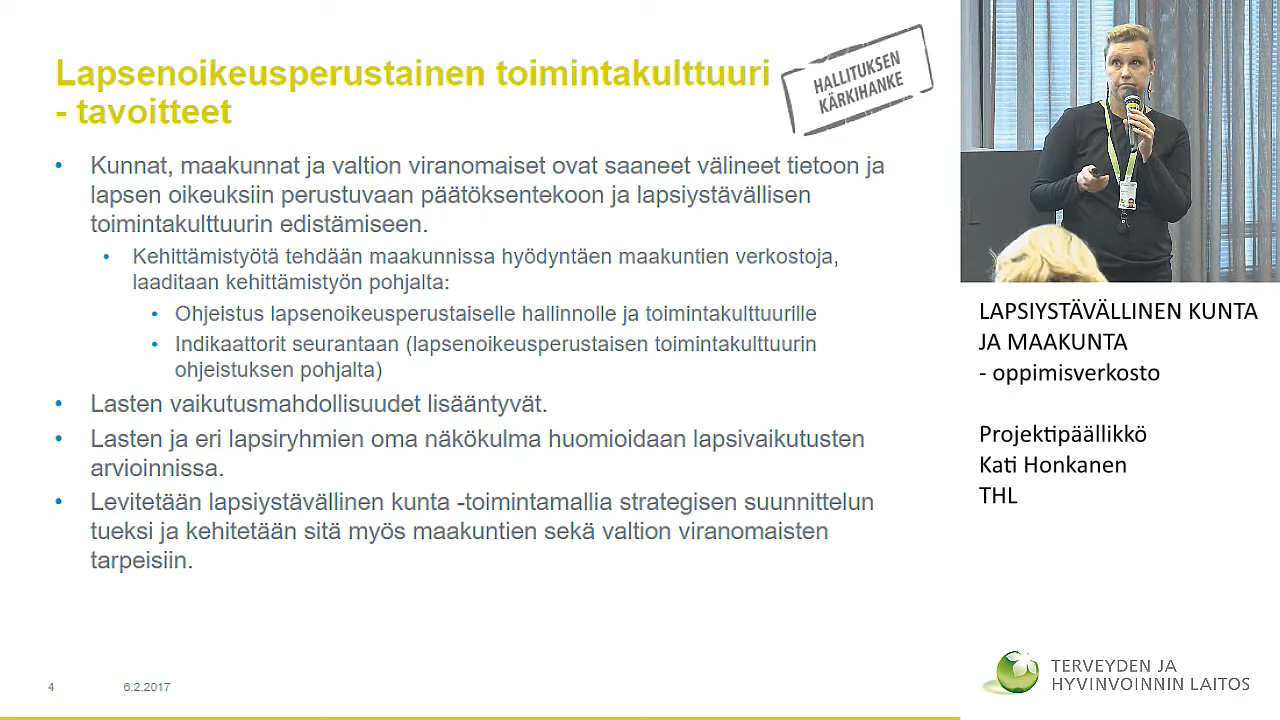 Lapsenoikeusperustainen toimintakulttuuri
- tavoitteet
HALLITUKSEN
KÄRKIHANKE
• Kunnat, maakunnat ja valtion viranomaiset ovat saaneet välineet tietoon ja
lapsen oikeuksiin perustuvaan päätöksentekoon ja lapsiystävällisen
toimintakulttuurin edistämiseen.
• Kehittämistyötä tehdään maakunnissa hyödyntäen maakuntien verkostoja,
laaditaan kehittämistyön pohjalta:
• Ohjeistus lapsenoikeusperustaiselle hallinnolle ja toimintakulttuurille
• Indikaattorit seurantaan (lapsenoikeusperustaisen toimintakulttuurin
ohjeistuksen pohjalta)
• Lasten vaikutusmahdollisuudet lisääntyvät.
• Lasten ja eri lapsiryhmien oma näkökulma huomioidaan lapsivaikutusten
arvioinnissa.
• Levitetään lapsiystävällinen kunta -toimintamallia strategisen suunnittelun
tueksi ja kehitetään sitä myös maakuntien sekä valtion viranomaisten
tarpeisiin.
4 6.2.2017
LAPSIYSTÄVÄLLINEN KUNTA
JA MAAKUNTA
- oppimisverkosto
Projektipäällikkö
Kati Honkanen
THL
TERVEYDEN JA
HYVINVOINNIN LAITOS